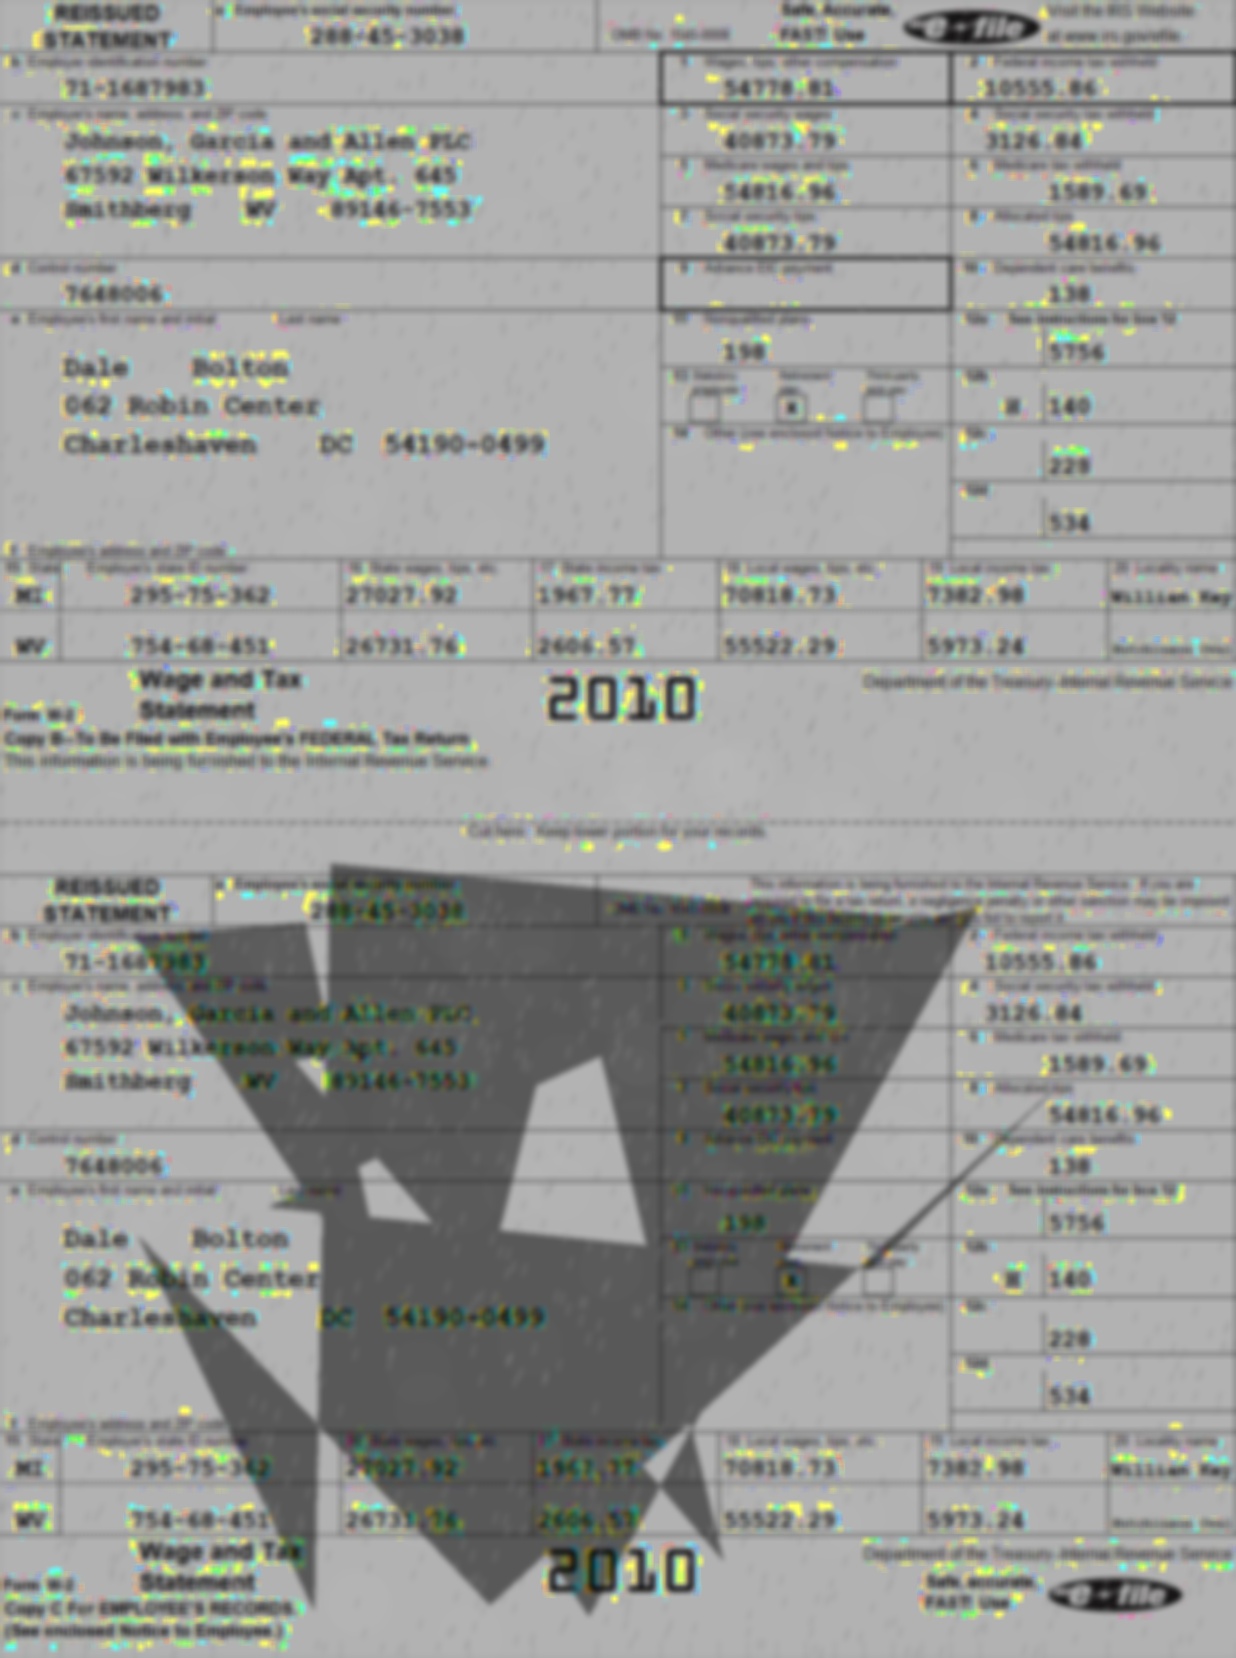 REISSUED STATEMENT
a Employee's social security number
288-45-3038
OMB No. 1545-0008
Safe, Accurate, FAST! Use
e file
Visit the IRS Website at www.irs.gov/efile.
b Employer identification number
71-1687983
1 Wages, tips, other compensation
54778.81
2 Federal income tax withheld
10555.86
c Employer's name, address, and ZIP code
Johnson, Garcia and Allen PLC
67592 Wilkerson Way Apt. 645
Smithberg WV 89146-7553
3 Social security wages
40873.79
4 Social security tax withheld
3126.84
5 Medicare wages and tips
54816.96
6 Medicare tax withheld
1589.69
7 Social security tips
40873.79
8 Allocated tips
54816.96
d Control number
7648006
9 Advance EIC payment
10 Dependent care benefits
138
e Employee's first name and initial Last name
Dale Bolton
062 Robin Center
Charleshaven DC 54190-0499
11 Nonqualified plans
198
12a See instructions for box 12
5756
13 Statutory employee Retirement plan Third-party sick pay
X
12b
H 140
14 Other (see enclosed Notice to Employee)
12c
228
12d
534
f Employee's address and ZIP code
15 State Employer's state ID number 16 State wages, tips, etc. 17 State income tax 18 Local wages, tips, etc. 19 Local income tax 20 Locality name
MI 295-75-362 27027.92 1967.77 70818.73 7382.98
WV 754-68-451 26731.76 2606.57 55522.29 5973.24
Form W-2 Wage and Tax Statement
2010
Department of the Treasury-Internal Revenue Service
Copy B-To Be Filed with Employee's FEDERAL Tax Return
This information is being furnished to the Internal Revenue Service.
Cut here. Keep lower portion for your records.
REISSUED STATEMENT
a Employee's social security number
288-45-3038
OMB No. 1545-0008
This information is being furnished to the Internal Revenue Service. If you are
required to file a tax return, a negligence penalty or other sanction may be imposed
b Employer identification number
71-1687983
1 Wages, tips, other compensation
54778.81
2 Federal income tax withheld
10555.86
c Employer's name, address, and ZIP code
Johnson, Garcia and Allen PLC
67592 Wilkerson Way Apt. 645
Smithberg WV 89146-7553
3 Social security wages
40873.79
4 Social security tax withheld
3126.84
5 Medicare wages and tips
54816.96
6 Medicare tax withheld
1589.69
7 Social security tips
40873.79
8 Allocated tips
54816.96
d Control number
7648006
9 Advance EIC payment
10 Dependent care benefits
138
e Employee's first name and initial Last name
Dale Bolton
062 Robin Center
Charleshaven DC 54190-0499
11 Nonqualified plans
198
12a See instructions for box 12
5756
X
12b
H 140
14 Other (see enclosed Notice to Employee)
12c
228
12d
534
f Employee's address and ZIP code
15 State Employer's state ID number 16 State wages, tips, etc. 17 State income tax 18 Local wages, tips, etc. 19 Local income tax 20 Locality name
MI 295-75-362 27027.92 1967.77 70818.73 7382.98
WV 754-68-451 26731.76 2606.57 55522.29 5973.24
Form W-2 Wage and Tax Statement
2010
Department of the Treasury-Internal Revenue Service
Copy C For EMPLOYEE'S RECORDS.
(See enclosed Notice to Employee.)
Safe, accurate, FAST! Use
e file